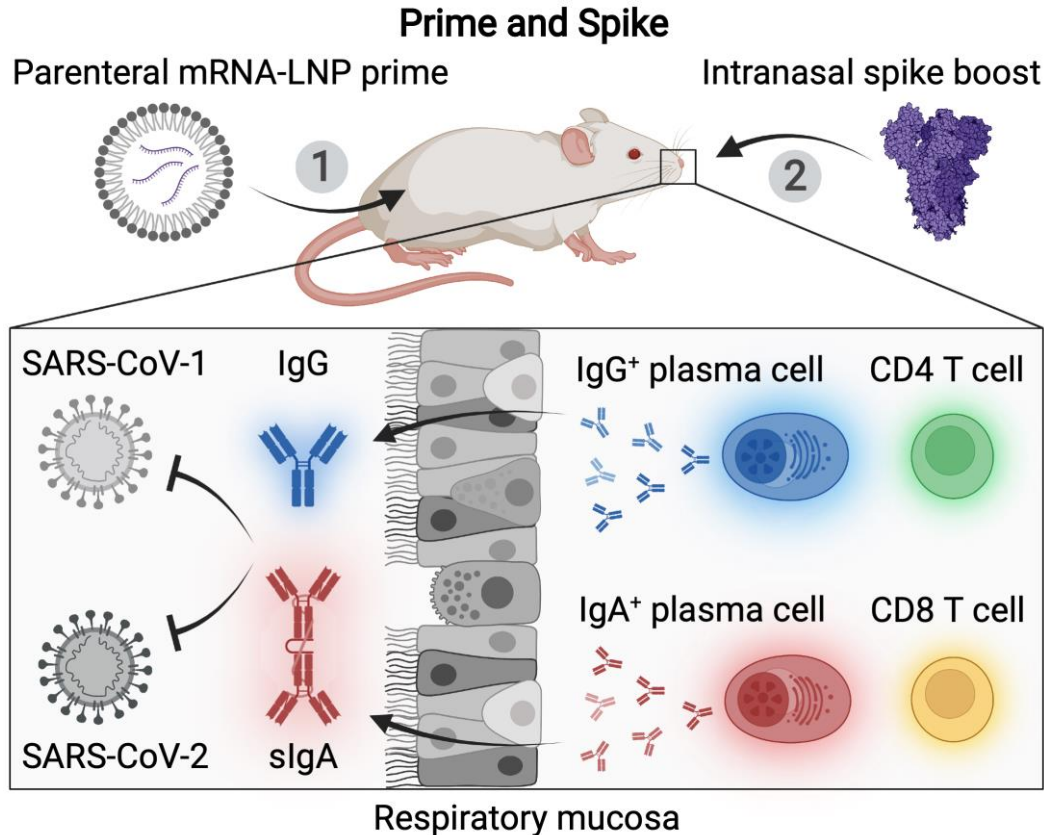 Prime and Spike
Parenteral mRNA-LNP prime
Intranasal spike boost
1
2
SARS-CoV-1
IgG
IgG⁺ plasma cell
CD4 T cell
IgA⁺ plasma cell
CD8 T cell
SARS-CoV-2
sIgA
Respiratory mucosa